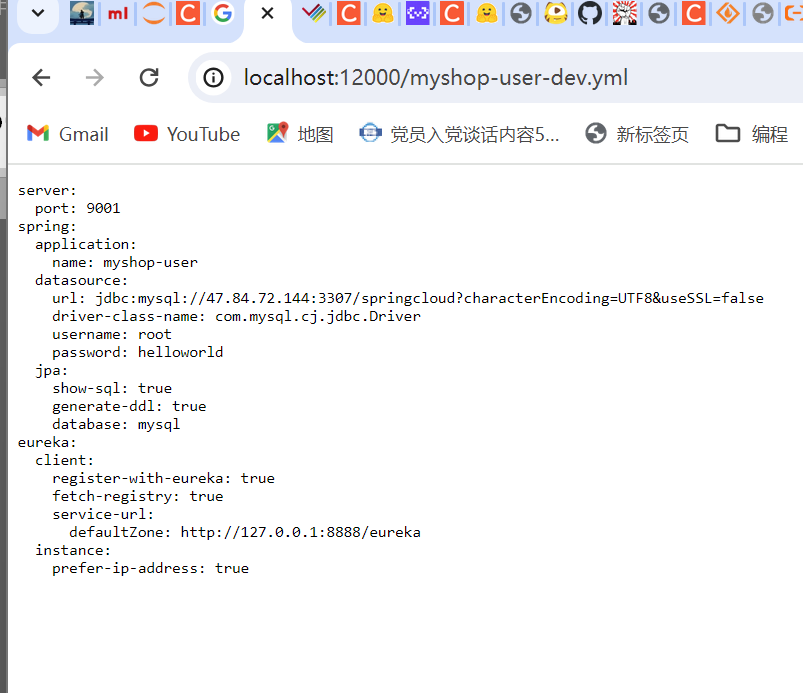 ml
localhost:12000/myshop-user-dev.yml
Gmail
YouTube
地图
党员入党谈话内容5...
新标签页
编程
server:
  port: 9001
spring:
  application:
    name: myshop-user
  datasource:
    url: jdbc:mysql://47.84.72.144:3307/springcloud?characterEncoding=UTF8&useSSL=false
    driver-class-name: com.mysql.cj.jdbc.Driver
    username: root
    password: helloworld
  jpa:
    show-sql: true
    generate-ddl: true
    database: mysql
eureka:
  client:
    register-with-eureka: true
    fetch-registry: true
    service-url:
      defaultZone: http://127.0.0.1:8888/eureka
  instance:
    prefer-ip-address: true